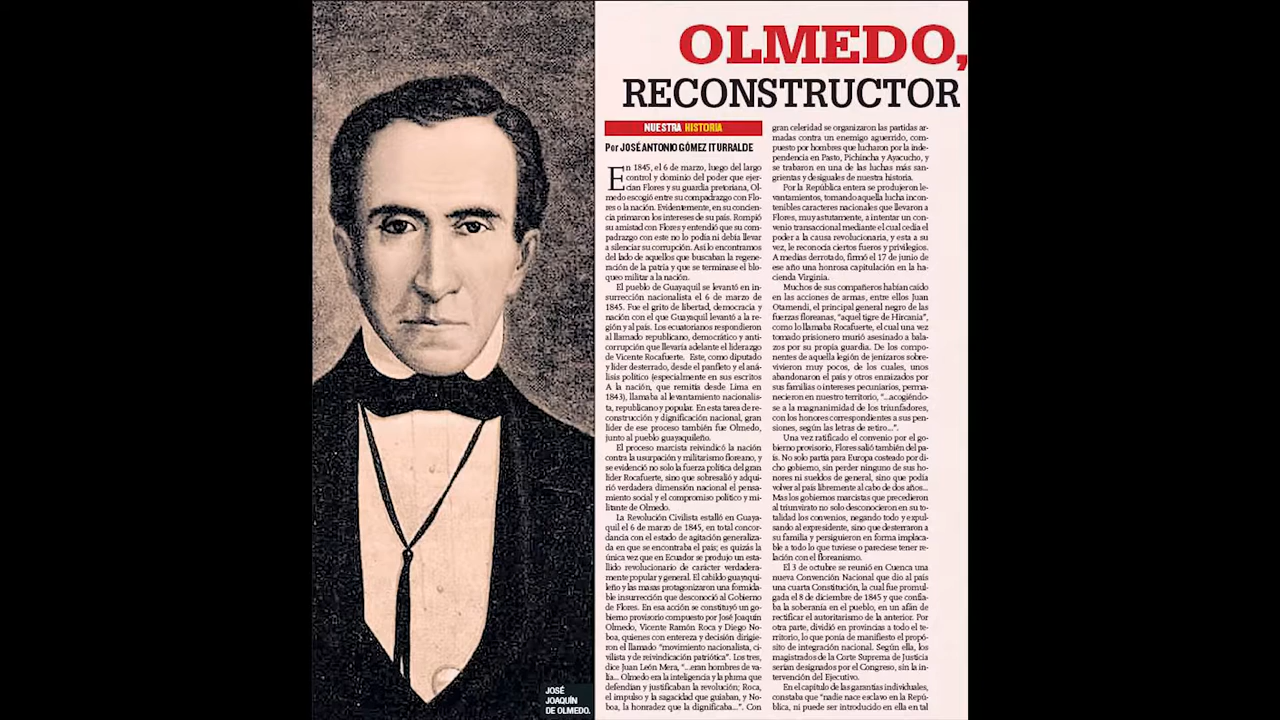 OLMEDO,
RECONSTRUCTOR
NUESTRA HISTORIA
Por JOSÉ ANTONIO GÓMEZ ITURRALDE
En 1845, el 6 de marzo, luego del largo
control y dominio del poder que ejer-
cían Flores y su guardia pretoriana, Ol-
medo escogió entre su compadrazgo con Flo-
res o la nación. Evidentemente, en su concien-
cia primaron los intereses de su país. Rompió
su amistad con Flores y entendió que su com-
padrazgo con este no lo podía ni debía llevar
a silenciar su corrupción. Así lo encontramos
del lado de aquellos que buscaban la regene-
ración de la patria y que se terminase el blo-
queo militar a la nación.
El pueblo de Guayaquil se levantó en in-
surrección nacionalista el 6 de marzo de
1845. Fue el grito de libertad, democracia y
nación con el que Guayaquil levantó a la re-
gión y al país. Los ecuatorianos respondieron
al llamado republicano, democrático y anti-
corrupción que llevaría adelante el liderazgo
de Vicente Rocafuerte. Este, como diputado
y líder desterrado, desde el panfleto y el aná-
lisis político (especialmente en sus escritos
A la nación, que remitía desde Lima en
1843), llamaba al levantamiento nacionalis-
ta, republicano y popular. En esta tarea de re-
construcción y dignificación nacional, gran
líder de ese proceso también fue Olmedo,
junto al pueblo guayaquileño.
El proceso marcista reivindicó la nación
contra la usurpación y militarismo floreano, y
se evidenció no solo la fuerza política del gran
líder Rocafuerte, sino que sobresalió y adqui-
rió verdadera dimensión nacional el pensa-
miento social y el compromiso político y mi-
litante de Olmedo.
La Revolución Civilista estalló en Guaya-
quil el 6 de marzo de 1845, en total concor-
dancia con el estado de agitación generaliza-
da en que se encontraba el país; es quizás la
única vez que en Ecuador se produjo un esta-
llido revolucionario de carácter verdadera-
mente popular y general. El cabildo guayaqui-
leño y las masas protagonizaron una formida-
ble insurrección que desconoció al Gobierno
de Flores. En esa acción se constituyó un go-
bierno provisorio compuesto por José Joaquín
Olmedo, Vicente Ramón Roca y Diego No-
boa, quienes con entereza y decisión dirigie-
ron el llamado "movimiento nacionalista, ci-
vilista y de reivindicación patriótica". Los tres,
dice Juan León Mera, "...eran hombres de va-
lía... Olmedo era la inteligencia y la pluma que
defendían y justificaban la revolución; Roca,
el impulso y la sagacidad que guiaban, y No-
boa, la honradez que la dignificaba...". Con
gran celeridad se organizaron las partidas ar-
madas contra un enemigo aguerrido, com-
puesto por hombres que lucharon por la inde-
pendencia en Pasto, Pichincha y Ayacucho, y
se trabaron en una de las luchas más san-
grientas y desiguales de nuestra historia.
Por la República entera se produjeron le-
vantamientos, tomando aquella lucha incon-
tenibles caracteres nacionales que llevaron a
Flores, muy astutamente, a intentar un con-
venio transaccional mediante el cual cedía el
poder a la causa revolucionaria, y esta a su
vez, le reconocía ciertos fueros y privilegios.
A medias derrotado, firmó el 17 de junio de
ese año una honrosa capitulación en la ha-
cienda Virginia.
Muchos de sus compañeros habían caído
en las acciones de armas, entre ellos Juan
Otamendi, el principal general negro de las
fuerzas floreanas, "aquel tigre de Hircania",
como lo llamaba Rocafuerte, el cual una vez
tomado prisionero murió asesinado a bala-
zos por su propia guardia. De los compo-
nentes de aquella legión de jenízaros sobre-
vivieron muy pocos, de los cuales, unos
abandonaron el país y otros enraizados por
sus familias o intereses pecuniarios, perma-
necieron en nuestro territorio, "...acogiéndo-
se a la magnanimidad de los triunfadores,
con los honores correspondientes a sus pen-
siones, según las letras de retiro...".
Una vez ratificado el convenio por el go-
bierno provisorio, Flores salió también del pa-
ís. No solo partía para Europa costeado por di-
cho gobierno, sin perder ninguno de sus ho-
nores ni sueldos de general, sino que podía
volver al país libremente al cabo de dos años...
Mas los gobiernos marcistas que precedieron
al triunvirato no solo desconocieron en su to-
talidad los convenios, negando todo y expul-
sando al expresidente, sino que desterraron a
su familia y persiguieron en forma implaca-
ble a todo lo que tuviese o pareciese tener re-
lación con el floreanismo.
El 3 de octubre se reunió en Cuenca una
nueva Convención Nacional que dio al país
una cuarta Constitución, la cual fue promul-
gada el 8 de diciembre de 1845 y que confia-
ba la soberanía en el pueblo, en un afán de
rectificar el autoritarismo de la anterior. Por
otra parte, dividió en provincias a todo el te-
rritorio, lo que ponía de manifiesto el propó-
sito de integración nacional. Según ella, los
magistrados de la Corte Suprema de Justicia
serían designados por el Congreso, sin la in-
tervención del Ejecutivo.
En el capítulo de las garantías individuales,
constaba que "nadie nace esclavo en la Repú-
blica, ni puede ser introducido en ella en tal
JOSÉ
JOAQUÍN
DE OLMEDO.